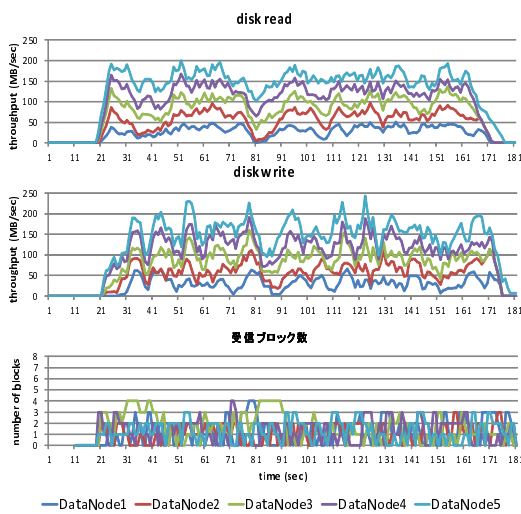 disk read
throughput (MB/sec)
250
200
150
100
50
0
1 11 21 31 41 51 61 71 81 91 101 111 121 131 141 151 161 171 181
disk write
throughput (MB/sec)
250
200
150
100
50
0
1 11 21 31 41 51 61 71 81 91 101 111 121 131 141 151 161 171 181
受信ブロック数
number of blocks
8
7
6
5
4
3
2
1
0
1 11 21 31 41 51 61 71 81 91 101 111 121 131 141 151 161 171 181
time (sec)
DataNode1 DataNode2 DataNode3 DataNode4 DataNode5